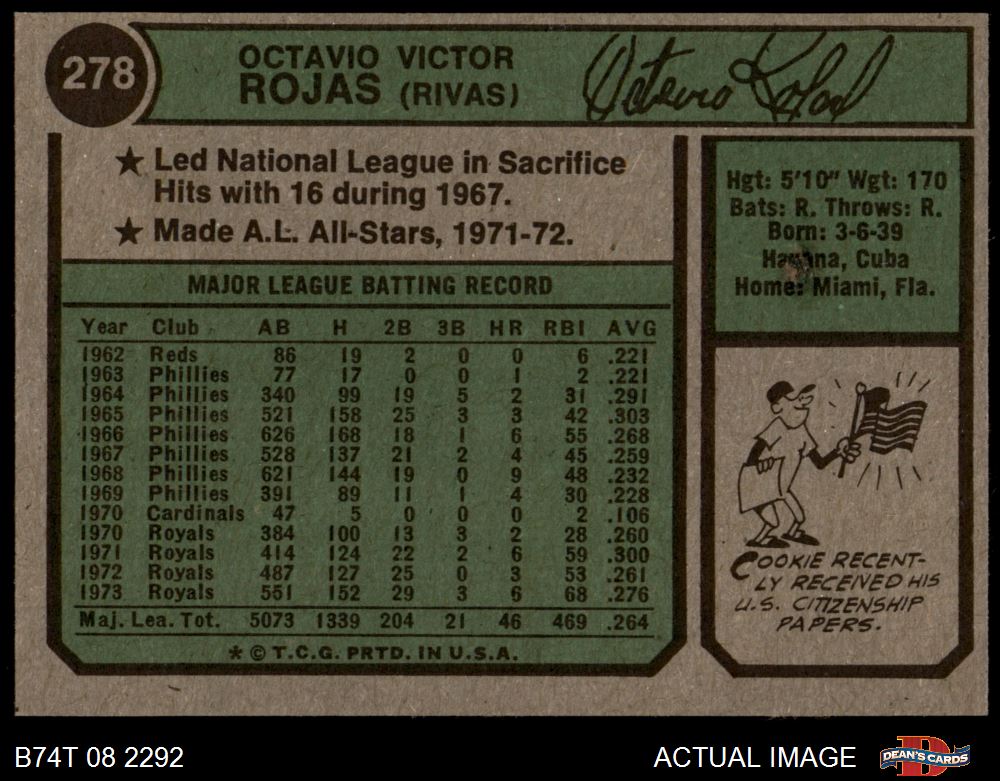 278
OCTAVIO VICTOR
ROJAS (RIVAS)
Octavio Rojas
★ Led National League in Sacrifice
Hits with 16 during 1967.
★ Made A.L. All-Stars, 1971-72.
MAJOR LEAGUE BATTING RECORD
Year Club AB H 2B 3B HR RBI AVG
1962 Reds 86 19 2 0 0 6 .221
1963 Phillies 77 17 0 0 1 2 .221
1964 Phillies 340 99 19 5 2 31 .291
1965 Phillies 521 158 25 3 3 42 .303
1966 Phillies 626 168 18 1 6 55 .268
1967 Phillies 528 137 21 2 4 45 .259
1968 Phillies 621 144 19 0 9 48 .232
1969 Phillies 391 89 11 1 4 30 .228
1970 Cardinals 47 5 0 0 0 2 .106
1970 Royals 384 100 13 3 2 28 .260
1971 Royals 414 124 22 2 6 59 .300
1972 Royals 487 127 25 0 3 53 .261
1973 Royals 551 152 29 3 6 68 .276
Maj. Lea. Tot. 5073 1339 204 21 46 469 .264
* © T.C.G. PRTD. IN U.S.A.
Hgt: 5'10" Wgt: 170
Bats: R. Throws: R.
Born: 3-6-39
Havana, Cuba
Home: Miami, Fla.
COOKIE RECENT-
LY RECEIVED HIS
U.S. CITIZENSHIP
PAPERS.
B74T 08 2292
ACTUAL IMAGE
DEAN'S CARDS